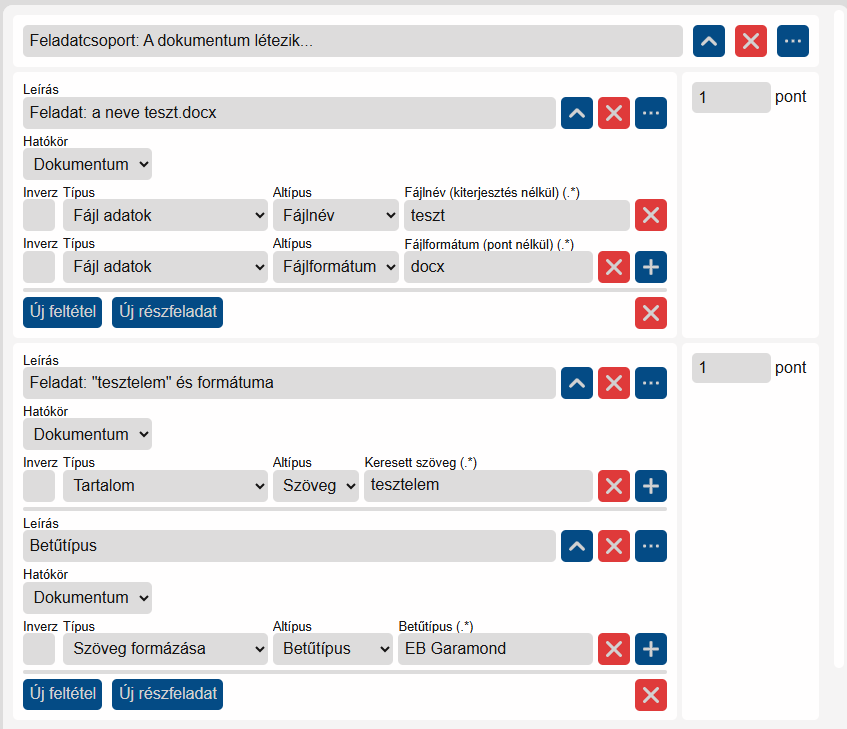 Feladatcsoport: A dokumentum létezik...
Leírás
Feladat: a neve teszt.docx
1 pont
Hatókör
Dokumentum
Inverz Típus Altípus Fájlnév (kiterjesztés nélkül) (.*)
Fájl adatok Fájlnév teszt
Inverz Típus Altípus Fájlformátum (pont nélkül) (.*)
Fájl adatok Fájlformátum docx
Új feltétel Új részfeladat
Leírás
Feladat: "tesztelem" és formátuma
1 pont
Hatókör
Dokumentum
Inverz Típus Altípus Keresett szöveg (.*)
Tartalom Szöveg tesztelem
Leírás
Betűtípus
Hatókör
Dokumentum
Inverz Típus Altípus Betűtípus (.*)
Szöveg formázása Betűtípus EB Garamond
Új feltétel Új részfeladat